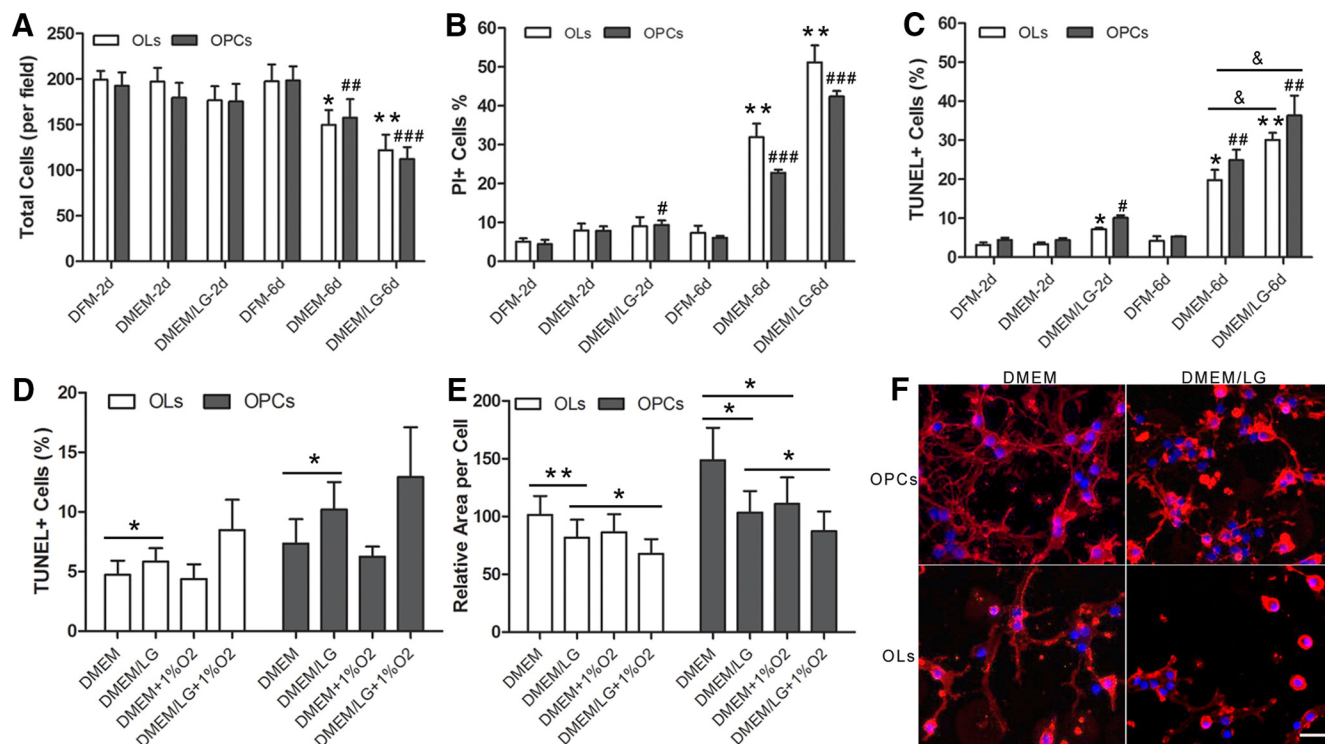 A
OLs OPCs
Total Cells (per field)
250
200
150
100
50
0
* ## ** ###
DFM-2d
DMEM-2d
DMEM/LG-2d
DFM-6d
DMEM-6d
DMEM/LG-6d
B
OLs OPCs
PI+ Cells %
60
50
40
30
20
10
0
# ** ### ** ###
DFM-2d
DMEM-2d
DMEM/LG-2d
DFM-6d
DMEM-6d
DMEM/LG-6d
C
OLs OPCs
TUNEL+ Cells (%)
60
50
40
30
20
10
0
&
&
* # * ## ** ##
DFM-2d
DMEM-2d
DMEM/LG-2d
DFM-6d
DMEM-6d
DMEM/LG-6d
D
OLs OPCs
TUNEL+ Cells (%)
20
15
10
5
0
* *
DMEM
DMEM/LG
DMEM+1%O2
DMEM/LG+1%O2
DMEM
DMEM/LG
DMEM+1%O2
DMEM/LG+1%O2
E
OLs OPCs
Relative Area per Cell
200
150
100
50
0
** * * * *
DMEM
DMEM/LG
DMEM+1%O2
DMEM/LG+1%O2
DMEM
DMEM/LG
DMEM+1%O2
DMEM/LG+1%O2
F
DMEM DMEM/LG
OPCs
OLs